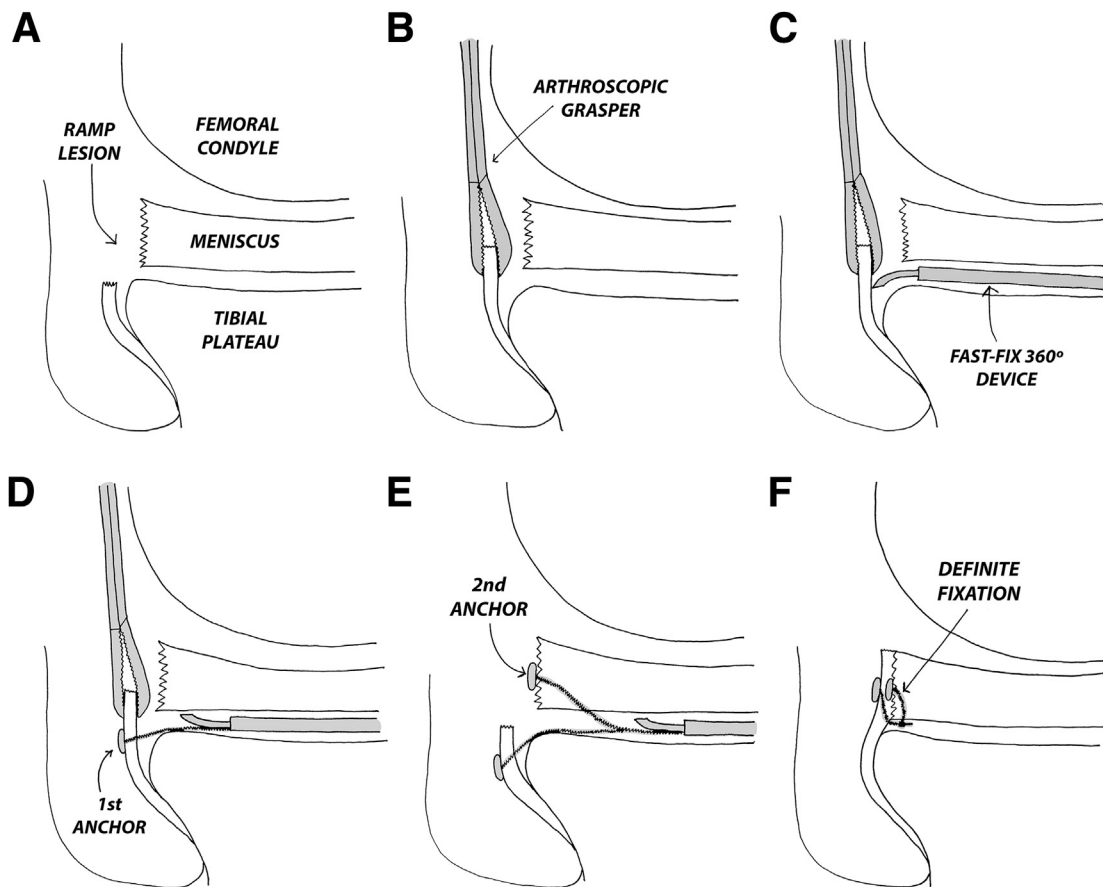 A
RAMP
LESION
FEMORAL
CONDYLE
MENISCUS
TIBIAL
PLATEAU
B
ARTHROSCOPIC
GRASPER
C
FAST-FIX 360º
DEVICE
D
1st
ANCHOR
E
2nd
ANCHOR
F
DEFINITE
FIXATION